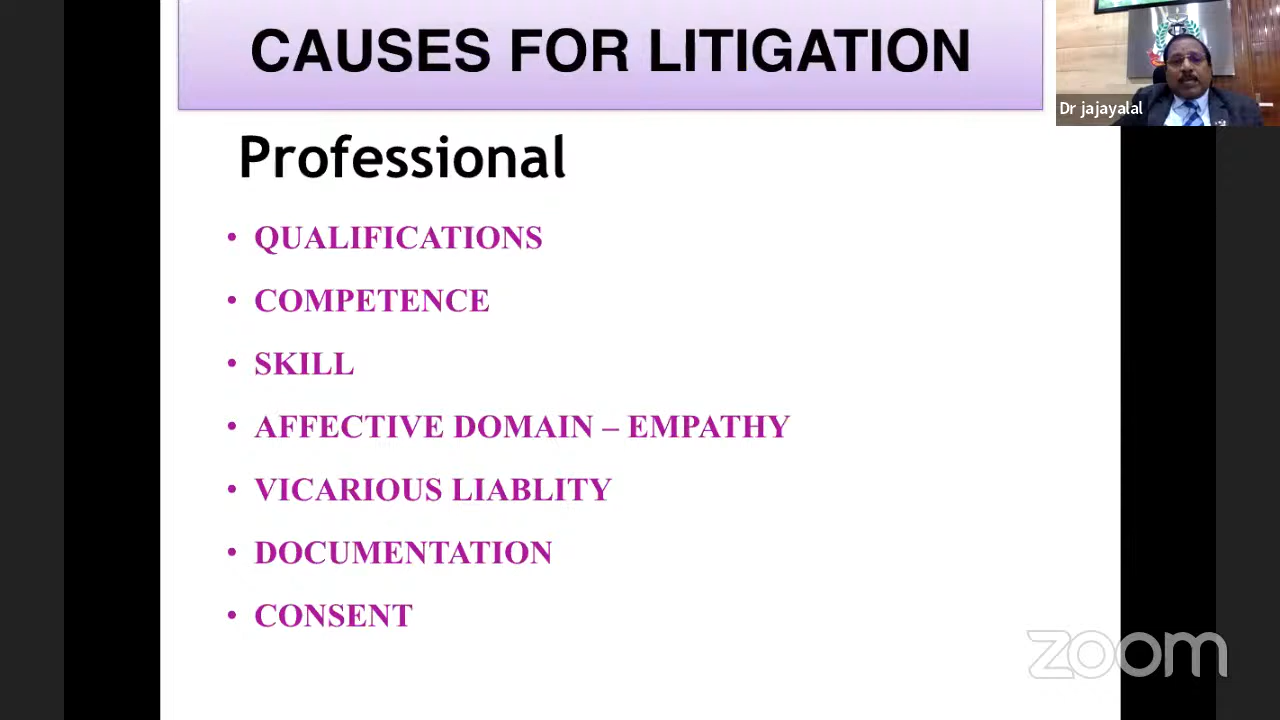 CAUSES FOR LITIGATION
Dr jajayalal
Professional
• QUALIFICATIONS
• COMPETENCE
• SKILL
• AFFECTIVE DOMAIN – EMPATHY
• VICARIOUS LIABLITY
• DOCUMENTATION
• CONSENT
zoom